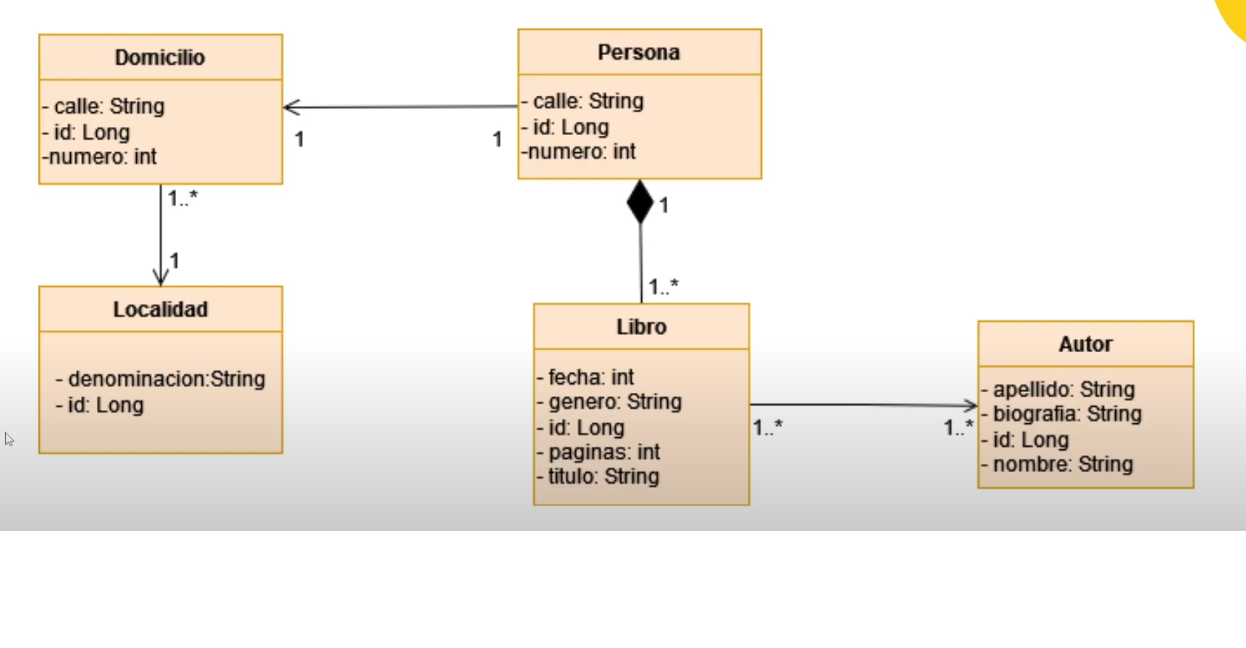 Domicilio
- calle: String
- id: Long
-numero: int
1
1
Persona
- calle: String
- id: Long
-numero: int
1..*
1
Localidad
- denominacion:String
- id: Long
1
1..*
Libro
- fecha: int
- genero: String
- id: Long
- paginas: int
- titulo: String
1..*
1..*
Autor
- apellido: String
- biografia: String
- id: Long
- nombre: String